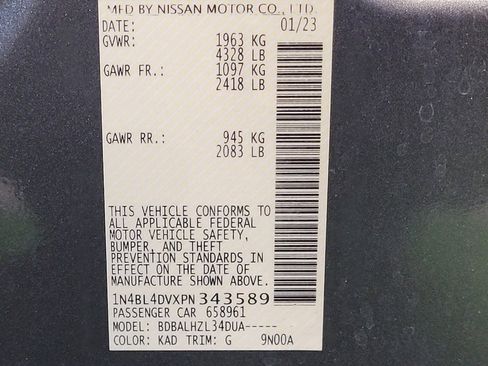 MFD BY NISSAN MOTOR CO., LTD.
DATE: 01/23
GVWR: 1963 KG
4328 LB
GAWR FR.: 1097 KG
2418 LB
GAWR RR.: 945 KG
2083 LB
THIS VEHICLE CONFORMS TO
ALL APPLICABLE FEDERAL
MOTOR VEHICLE SAFETY,
BUMPER, AND THEFT
PREVENTION STANDARDS IN
EFFECT ON THE DATE OF
MANUFACTURE SHOWN ABOVE.
1N4BL4DVXPN343589
PASSENGER CAR 658961
MODEL: BDBALHZL34DUA-----
COLOR: KAD TRIM: G 9N00A